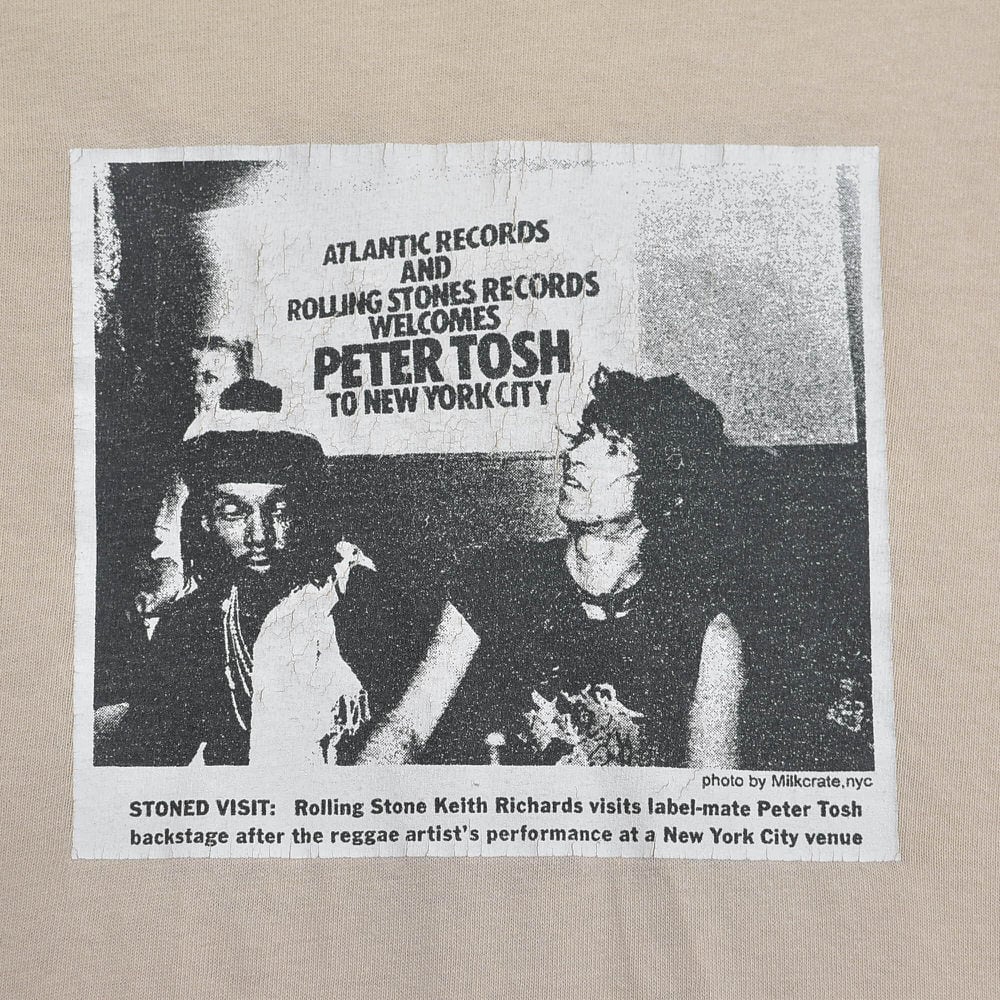 ATLANTIC RECORDS
AND
ROLLING STONES RECORDS
WELCOMES
PETER TOSH
TO NEW YORK CITY
photo by Milkcrate,nyc
STONED VISIT: Rolling Stone Keith Richards visits label-mate Peter Tosh
backstage after the reggae artist's performance at a New York City venue